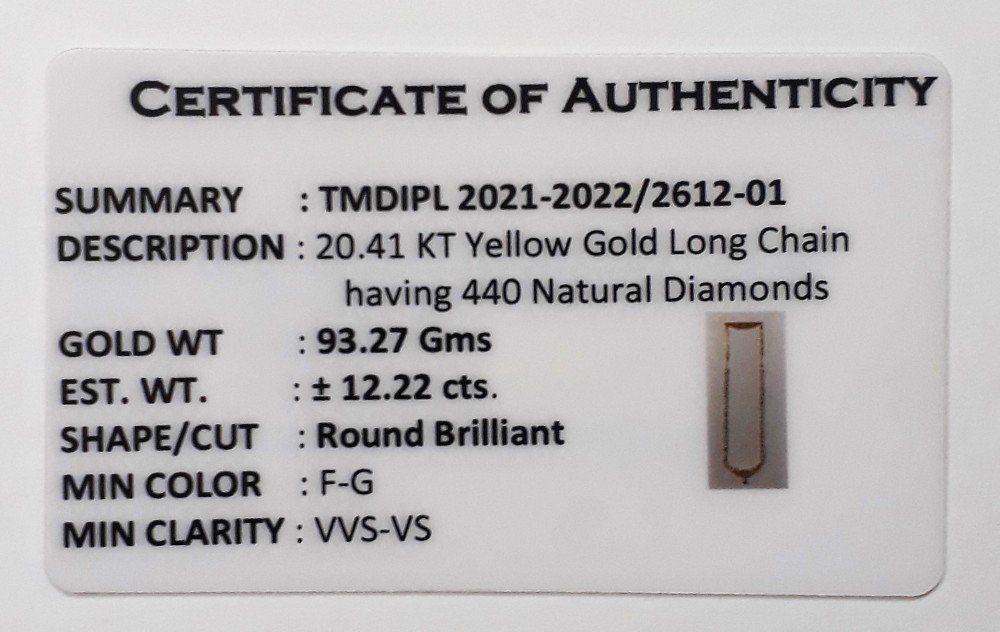 CERTIFICATE OF AUTHENTICITY
SUMMARY : TMDIPL 2021-2022/2612-01
DESCRIPTION : 20.41 KT Yellow Gold Long Chain
having 440 Natural Diamonds
GOLD WT : 93.27 Gms
EST. WT. : ± 12.22 cts.
SHAPE/CUT : Round Brilliant
MIN COLOR : F-G
MIN CLARITY : VVS-VS